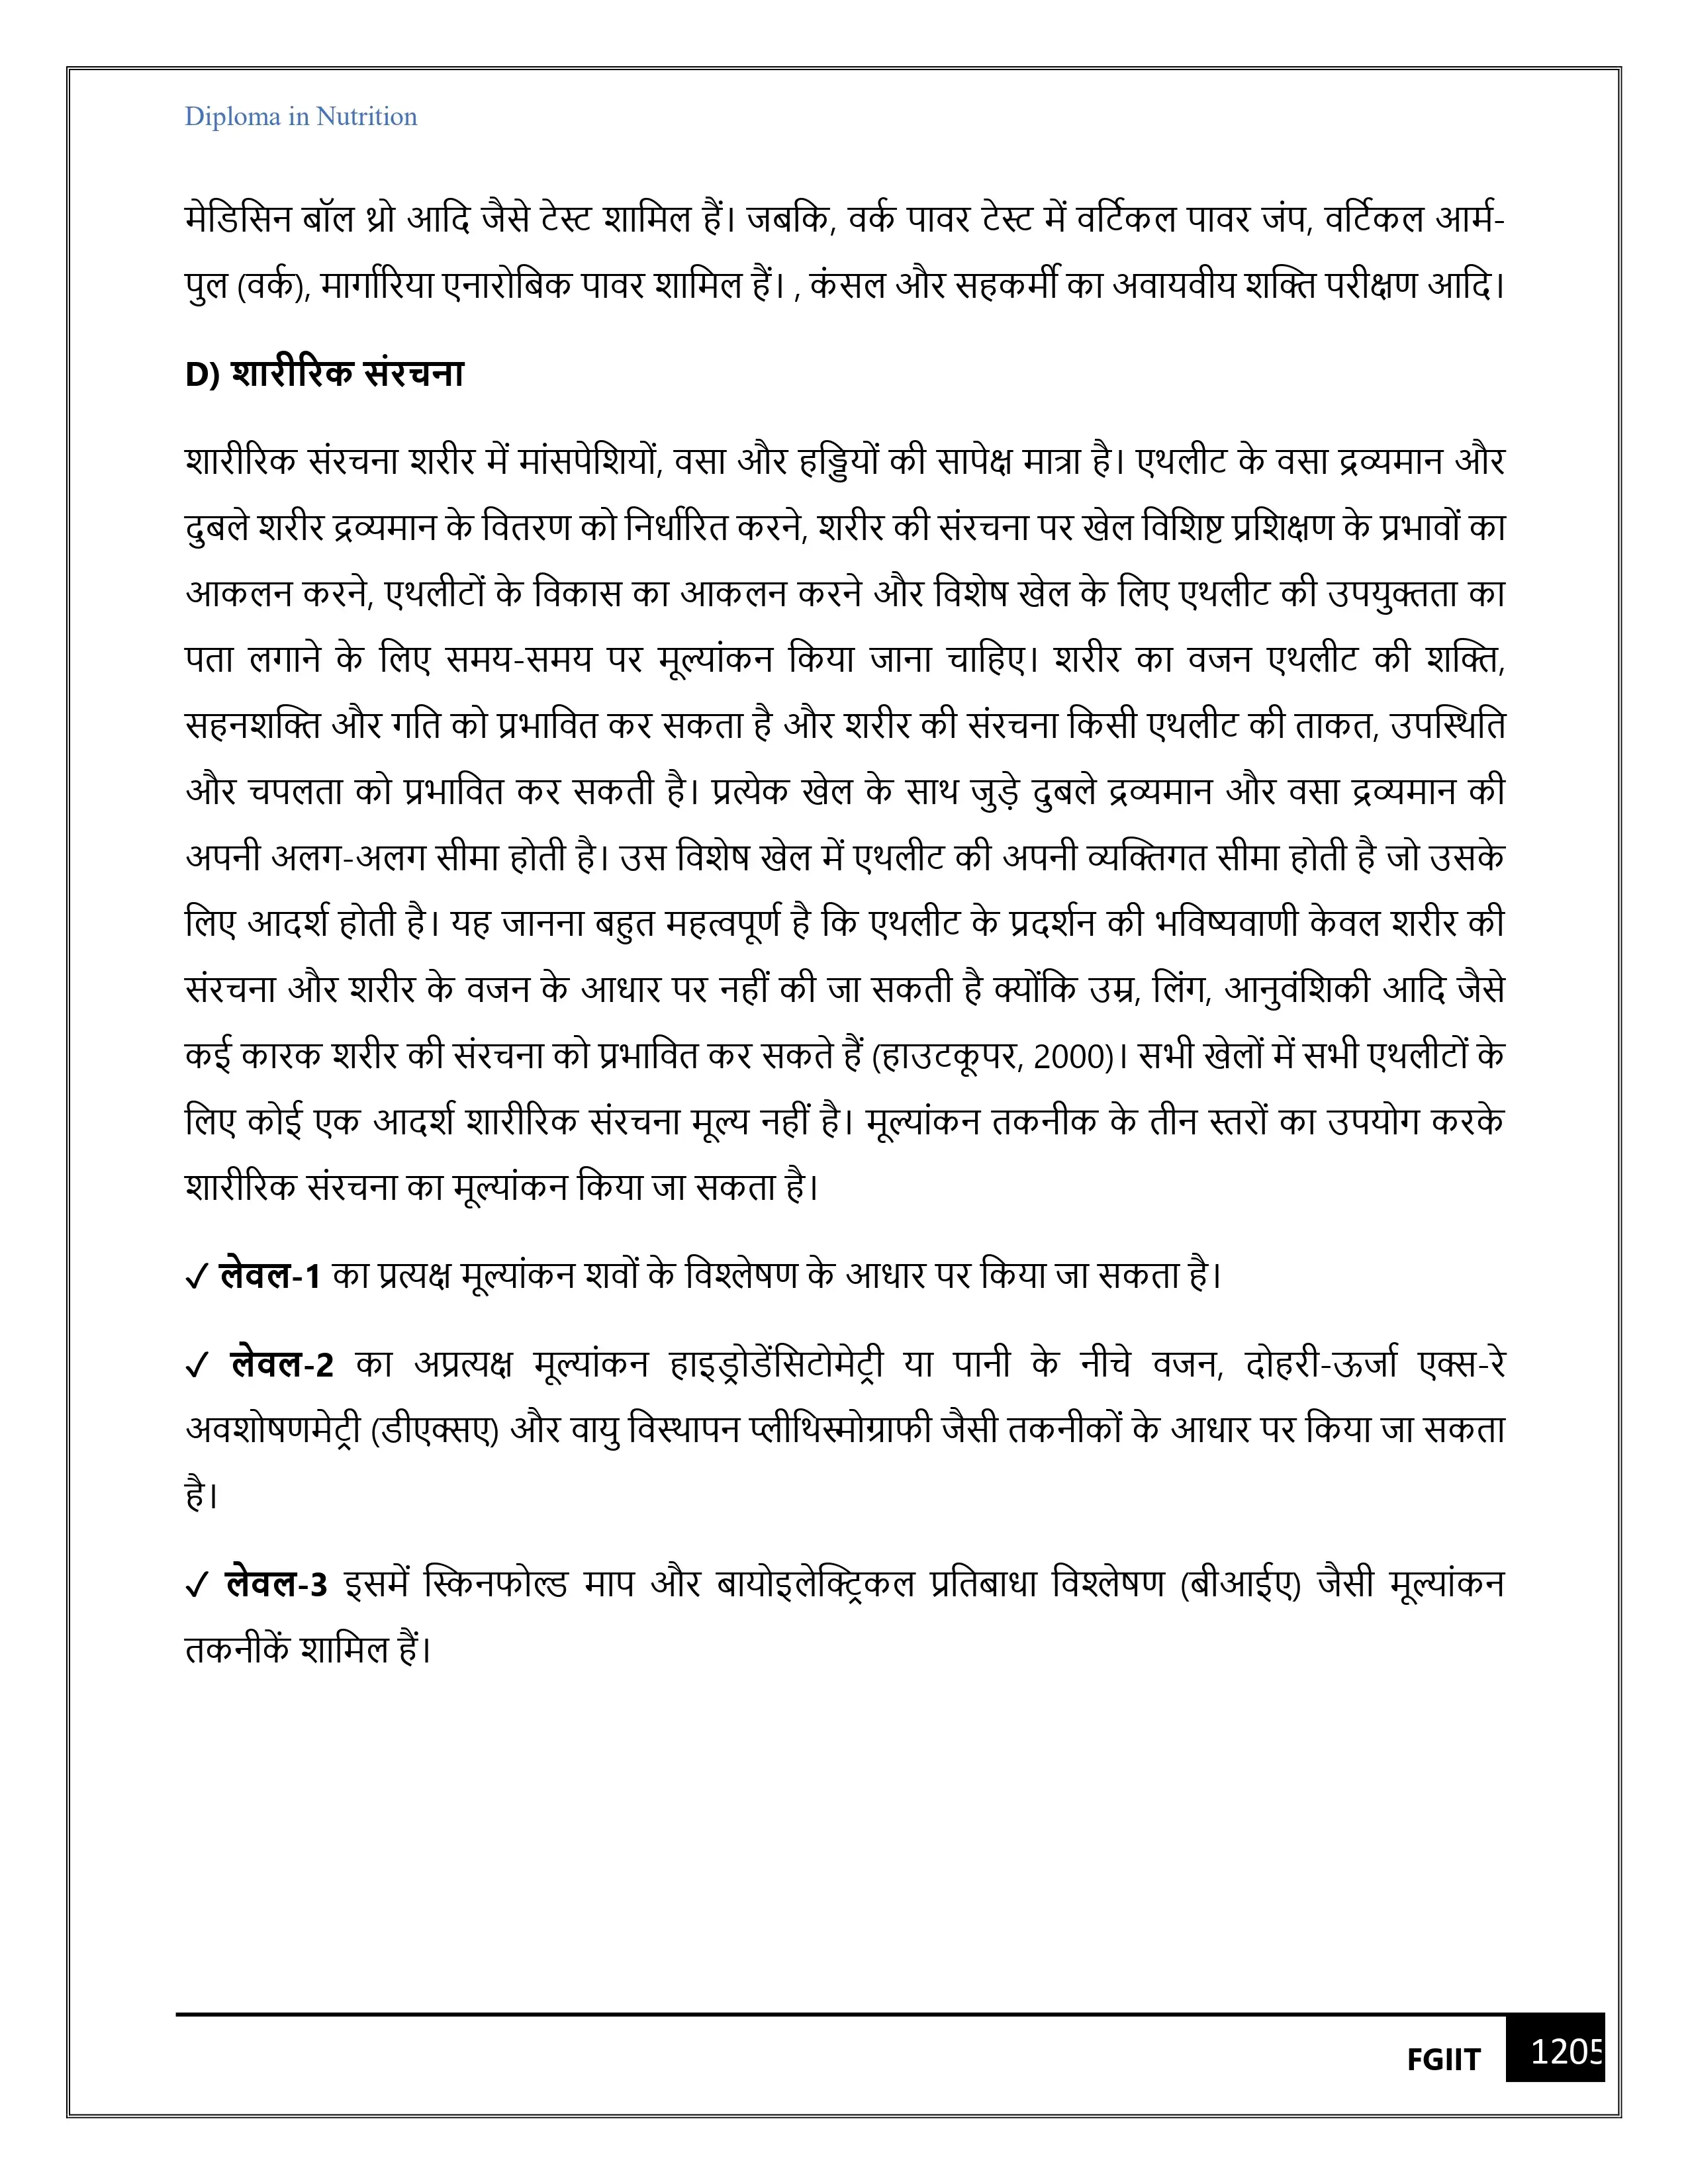 Diploma in Nutrition
मेडिसिन बॉल थ्रो आदि जैसे टेस्ट शामिल हैं। जबकि, वर्क पावर टेस्ट में वर्टिकल पावर जंप, वर्टिकल आर्म-
पुल (वर्क), मार्गारिया एनारोबिक पावर शामिल हैं। , कंसल और सहकर्मी का अवायवीय शक्ति परीक्षण आदि।
D) शारीरिक संरचना
शारीरिक संरचना शरीर में मांसपेशियों, वसा और हड्डियों की सापेक्ष मात्रा है। एथलीट के वसा द्रव्यमान और
दुबले शरीर द्रव्यमान के वितरण को निर्धारित करने, शरीर की संरचना पर खेल विशिष्ट प्रशिक्षण के प्रभावों का
आकलन करने, एथलीटों के विकास का आकलन करने और विशेष खेल के लिए एथलीट की उपयुक्तता का
पता लगाने के लिए समय-समय पर मूल्यांकन किया जाना चाहिए। शरीर का वजन एथलीट की शक्ति,
सहनशक्ति और गति को प्रभावित कर सकता है और शरीर की संरचना किसी एथलीट की ताकत, उपस्थिति
और चपलता को प्रभावित कर सकती है। प्रत्येक खेल के साथ जुड़े दुबले द्रव्यमान और वसा द्रव्यमान की
अपनी अलग-अलग सीमा होती है। उस विशेष खेल में एथलीट की अपनी व्यक्तिगत सीमा होती है जो उसके
लिए आदर्श होती है। यह जानना बहुत महत्वपूर्ण है कि एथलीट के प्रदर्शन की भविष्यवाणी केवल शरीर की
संरचना और शरीर के वजन के आधार पर नहीं की जा सकती है क्योंकि उम्र, लिंग, आनुवंशिकी आदि जैसे
कई कारक शरीर की संरचना को प्रभावित कर सकते हैं (हाउटकूपर, 2000)। सभी खेलों में सभी एथलीटों के
लिए कोई एक आदर्श शारीरिक संरचना मूल्य नहीं है। मूल्यांकन तकनीक के तीन स्तरों का उपयोग करके
शारीरिक संरचना का मूल्यांकन किया जा सकता है।
✓ लेवल-1 का प्रत्यक्ष मूल्यांकन शवों के विश्लेषण के आधार पर किया जा सकता है।
✓ लेवल-2 का अप्रत्यक्ष मूल्यांकन हाइड्रोडेंसिटोमेट्री या पानी के नीचे वजन, दोहरी-ऊर्जा एक्स-रे
अवशोषणमेट्री (डीएक्सए) और वायु विस्थापन प्लीथिस्मोग्राफी जैसी तकनीकों के आधार पर किया जा सकता
है।
✓ लेवल-3 इसमें स्किनफोल्ड माप और बायोइलेक्ट्रिकल प्रतिबाधा विश्लेषण (बीआईए) जैसी मूल्यांकन
तकनीकें शामिल हैं।
FGIIT 1205